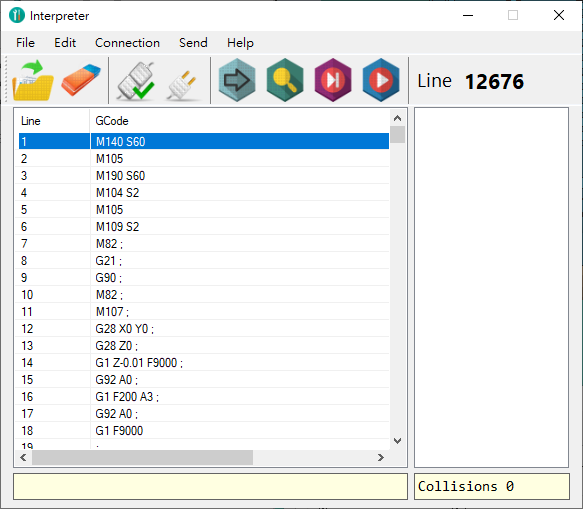 Interpreter
File Edit Connection Send Help
Line 12676
Line GCode
1 M140 S60
2 M105
3 M190 S60
4 M104 S2
5 M105
6 M109 S2
7 M82 ;
8 G21 ;
9 G90 ;
10 M82 ;
11 M107 ;
12 G28 X0 Y0 ;
13 G28 Z0 ;
14 G1 Z-0.01 F9000 ;
15 G92 A0 ;
16 G1 F200 A3 ;
17 G92 A0 ;
18 G1 F9000
19 ;
Collisions 0